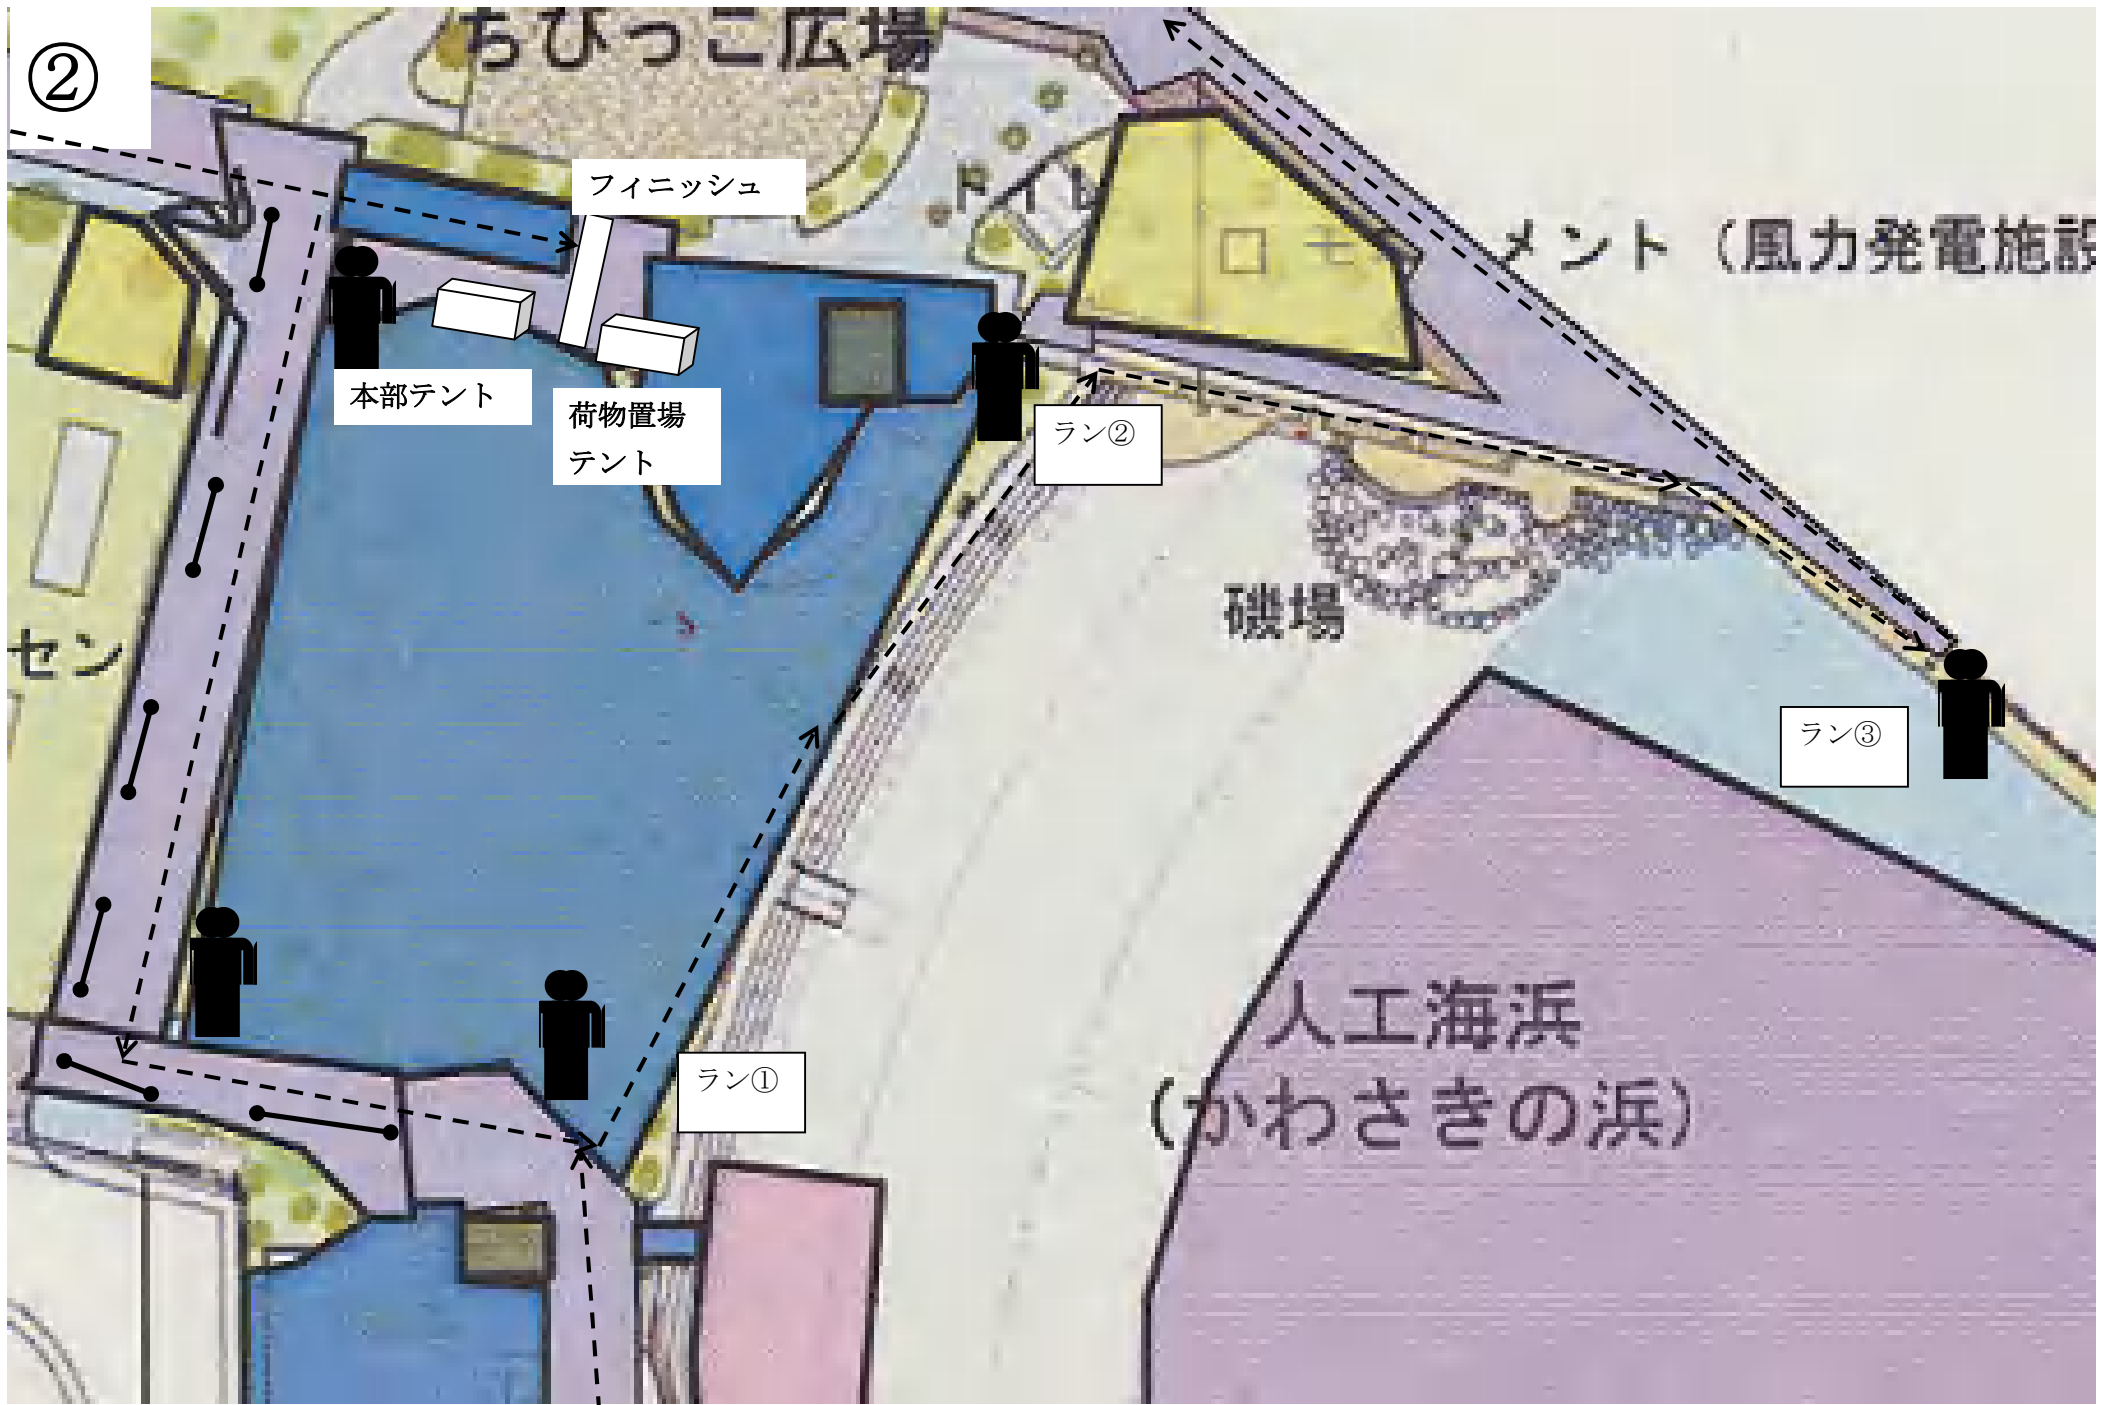 ②
ちびっこ広場
フィニッシュ
トイレ
ロ モ メント（風力発電施設
本部テント
荷物置場
テント
ラン②
磯場
セン
ラン③
人工海浜
（かわさきの浜）
ラン①